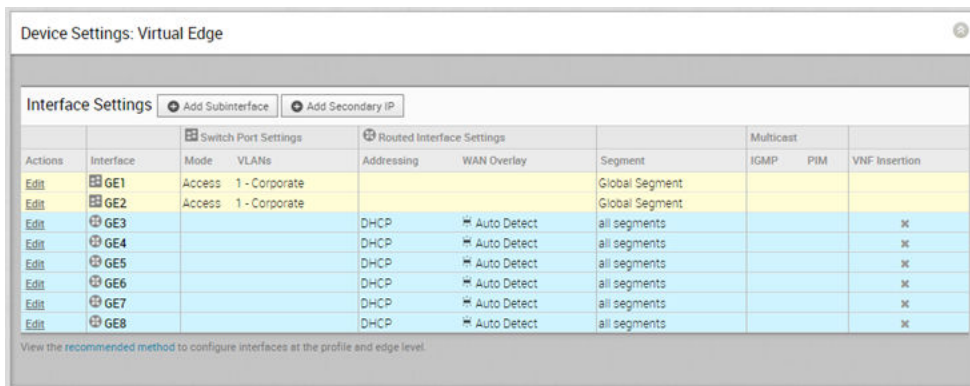 Device Settings: Virtual Edge
Interface Settings Add Subinterface Add Secondary IP
Switch Port Settings Routed Interface Settings Multicast
Actions Interface Mode VLANs Addressing WAN Overlay Segment IGMP PIM VNF Insertion
Edit GE1 Access 1 - Corporate Global Segment
Edit GE2 Access 1 - Corporate Global Segment
Edit GE3 DHCP Auto Detect all segments
Edit GE4 DHCP Auto Detect all segments
Edit GE5 DHCP Auto Detect all segments
Edit GE6 DHCP Auto Detect all segments
Edit GE7 DHCP Auto Detect all segments
Edit GE8 DHCP Auto Detect all segments
View the recommended method to configure interfaces at the profile and edge level.